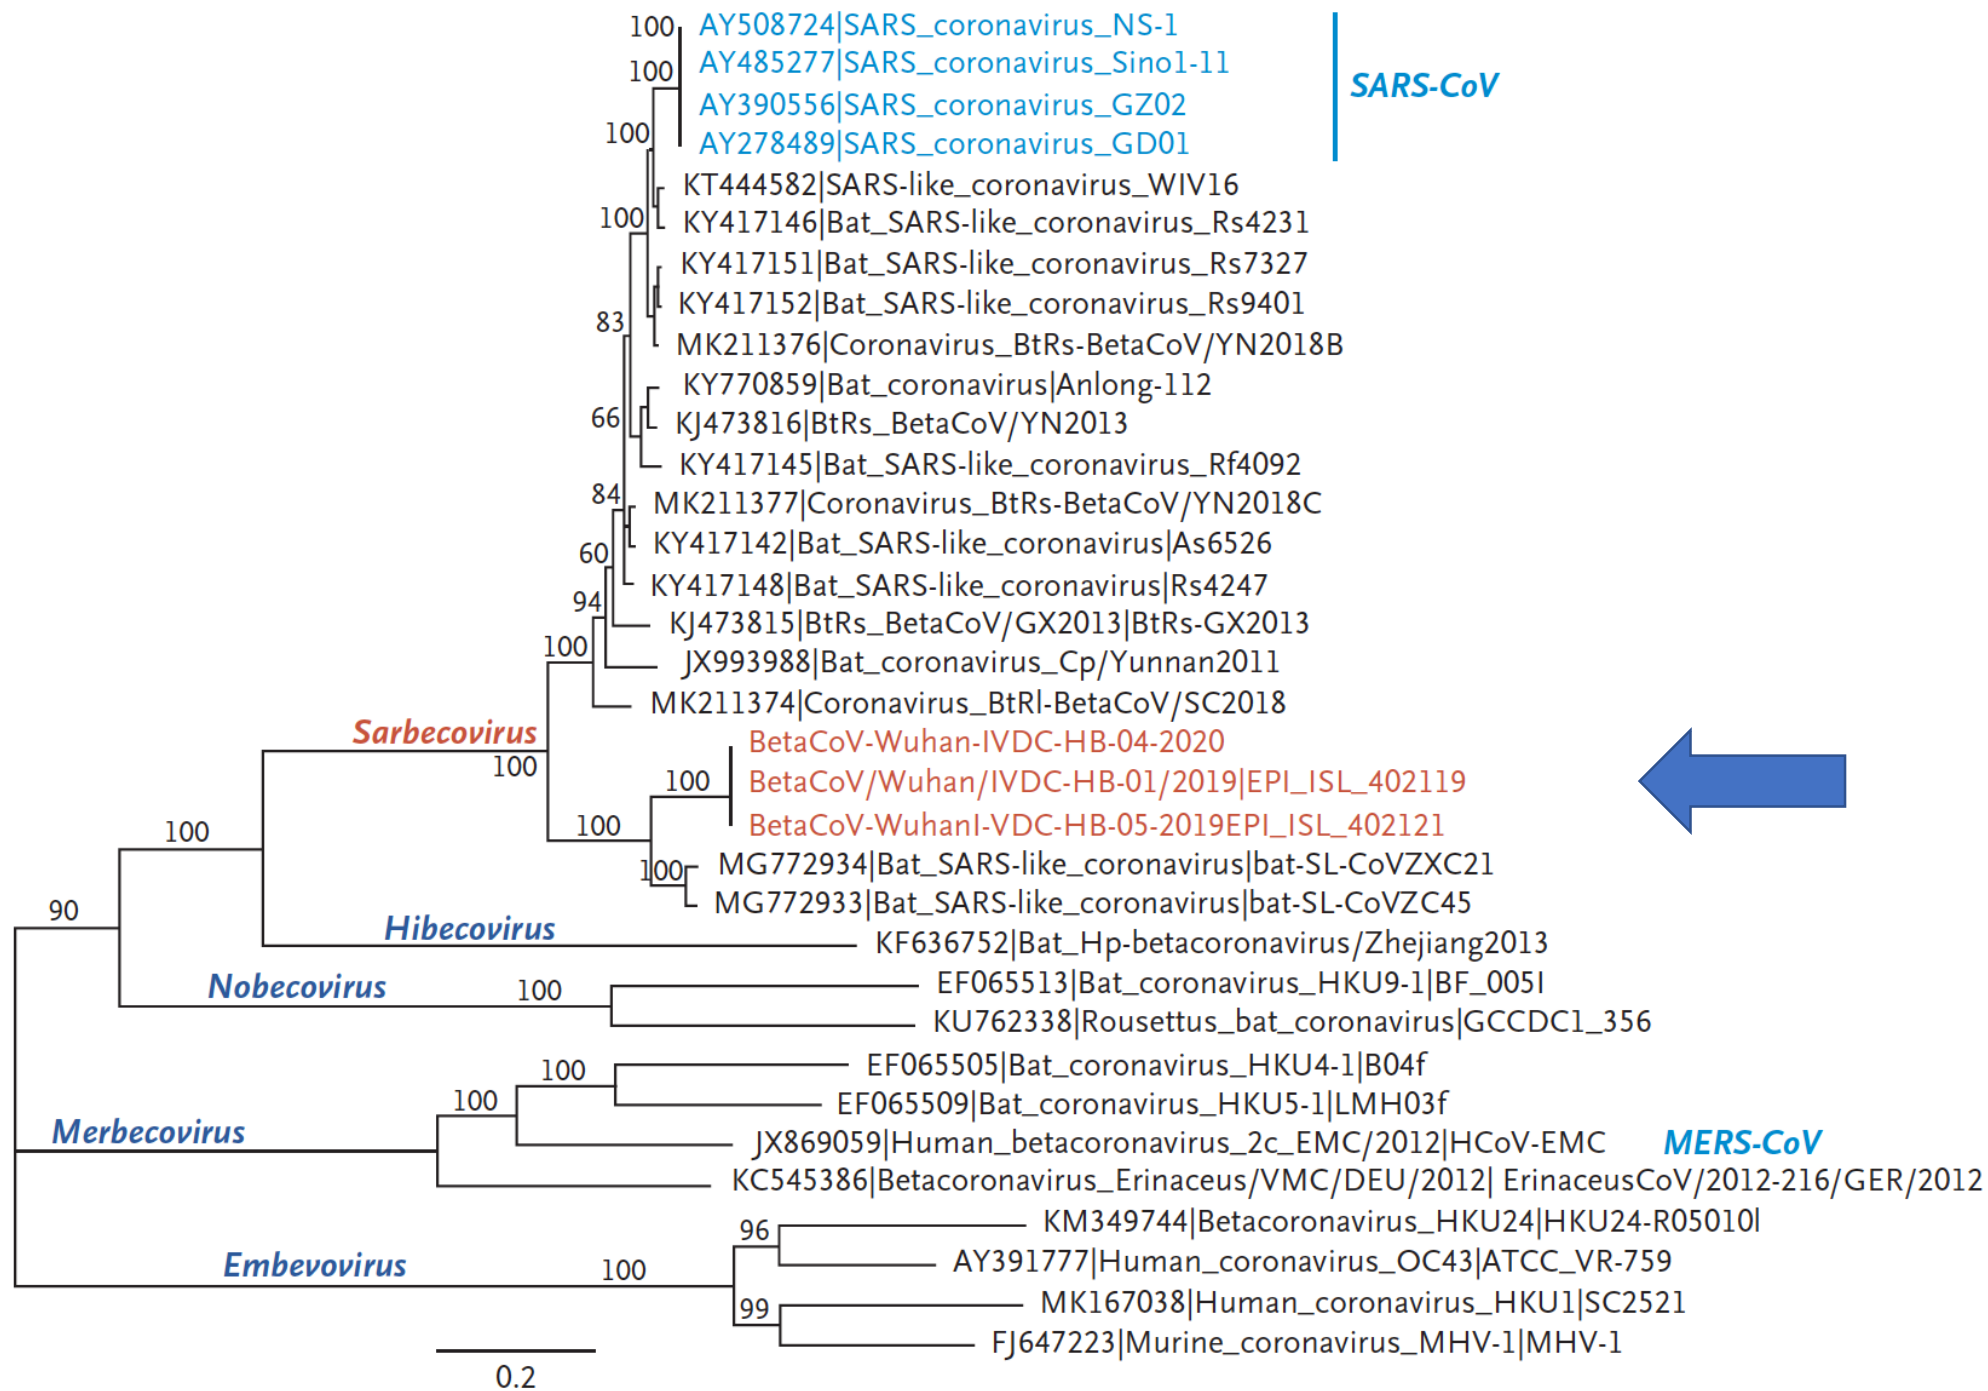 100 AY508724|SARS_coronavirus_NS-1
100 AY485277|SARS_coronavirus_Sino1-11
SARS-CoV
AY390556|SARS_coronavirus_GZ02
100 AY278489|SARS_coronavirus_GD01
KT444582|SARS-like_coronavirus_WIV16
100 KY417146|Bat_SARS-like_coronavirus_Rs4231
KY417151|Bat_SARS-like_coronavirus_Rs7327
KY417152|Bat_SARS-like_coronavirus_Rs9401
83 MK211376|Coronavirus_BtRs-BetaCoV/YN2018B
KY770859|Bat_coronavirus|Anlong-112
66 KJ473816|BtRs_BetaCoV/YN2013
KY417145|Bat_SARS-like_coronavirus_Rf4092
84 MK211377|Coronavirus_BtRs-BetaCoV/YN2018C
60 KY417142|Bat_SARS-like_coronavirus|As6526
KY417148|Bat_SARS-like_coronavirus|Rs4247
94 KJ473815|BtRs_BetaCoV/GX2013|BtRs-GX2013
100 JX993988|Bat_coronavirus_Cp/Yunnan2011
MK211374|Coronavirus_BtRl-BetaCoV/SC2018
Sarbecovirus
100
BetaCoV-Wuhan-IVDC-HB-04-2020
100 BetaCoV/Wuhan/IVDC-HB-01/2019|EPI_ISL_402119
100 BetaCoV-WuhanI-VDC-HB-05-2019EPI_ISL_402121
100
100 MG772934|Bat_SARS-like_coronavirus|bat-SL-CoVZXC21
MG772933|Bat_SARS-like_coronavirus|bat-SL-CoVZC45
90
Hibecovirus
KF636752|Bat_Hp-betacoronavirus/Zhejiang2013
Nobecovirus 100
EF065513|Bat_coronavirus_HKU9-1|BF_005I
KU762338|Rousettus_bat_coronavirus|GCCDC1_356
100 EF065505|Bat_coronavirus_HKU4-1|B04f
100 EF065509|Bat_coronavirus_HKU5-1|LMH03f
Merbecovirus
JX869059|Human_betacoronavirus_2c_EMC/2012|HCoV-EMC MERS-CoV
KC545386|Betacoronavirus_Erinaceus/VMC/DEU/2012| ErinaceusCoV/2012-216/GER/2012
96 KM349744|Betacoronavirus_HKU24|HKU24-R05010I
Embevovirus 100
AY391777|Human_coronavirus_OC43|ATCC_VR-759
99 MK167038|Human_coronavirus_HKU1|SC2521
FJ647223|Murine_coronavirus_MHV-1|MHV-1
0.2